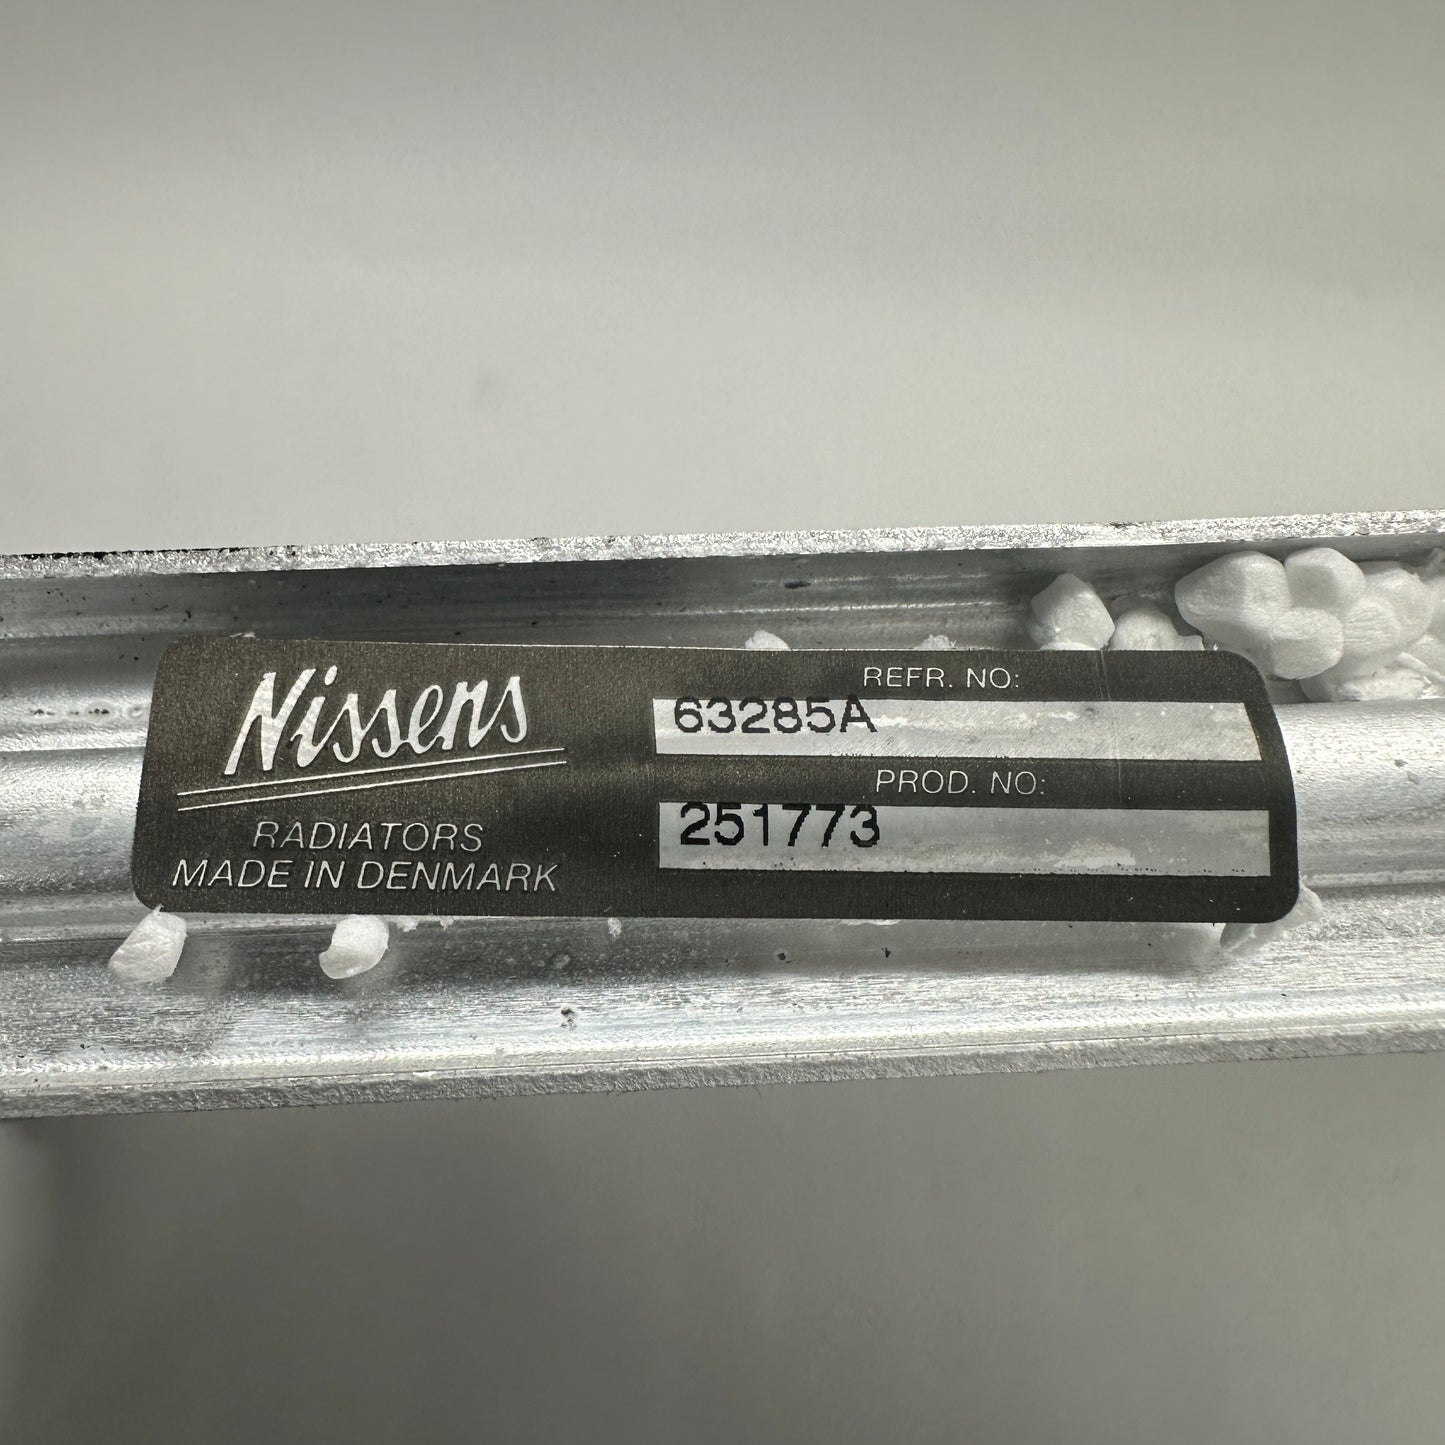 Nissens
RADIATORS
MADE IN DENMARK
REFR. NO:
63285A
PROD. NO:
251773